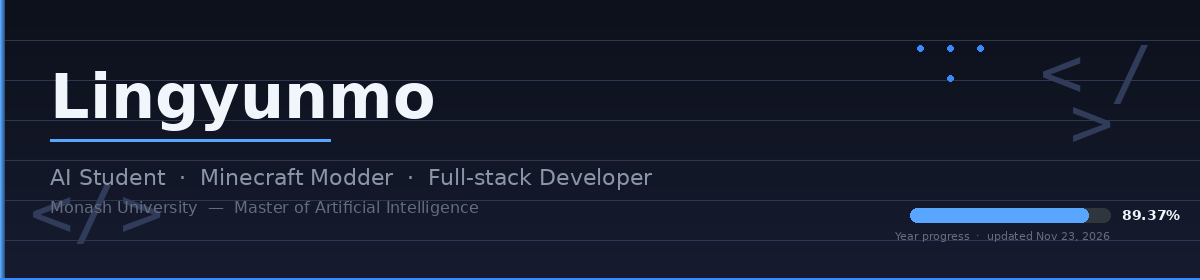 Lingyunmo
< /
>
AI Student · Minecraft Modder · Full-stack Developer
</>
Monash University — Master of Artificial Intelligence
89.37%
Year progress · updated Nov 23, 2026